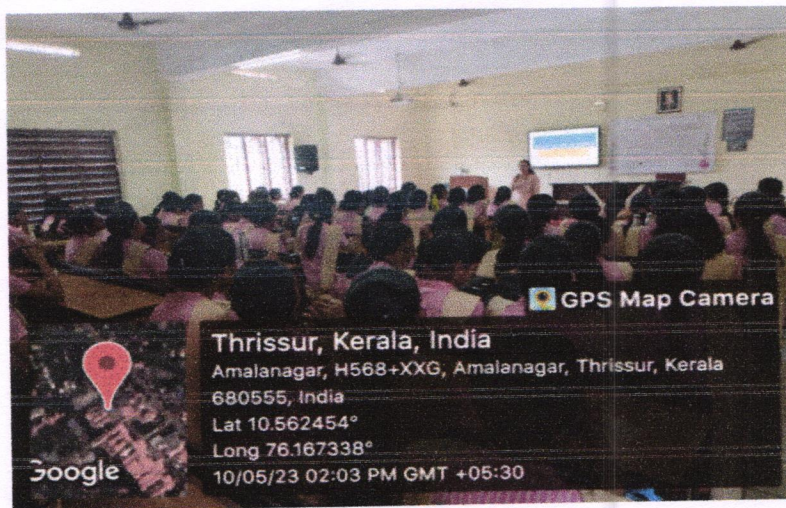 GPS Map Camera
Thrissur, Kerala, India
Amalanagar, H568+XXG, Amalanagar, Thrissur, Kerala
680555, India
Lat 10.562454°
Long 76.167338°
10/05/23 02:03 PM GMT +05:30
Google